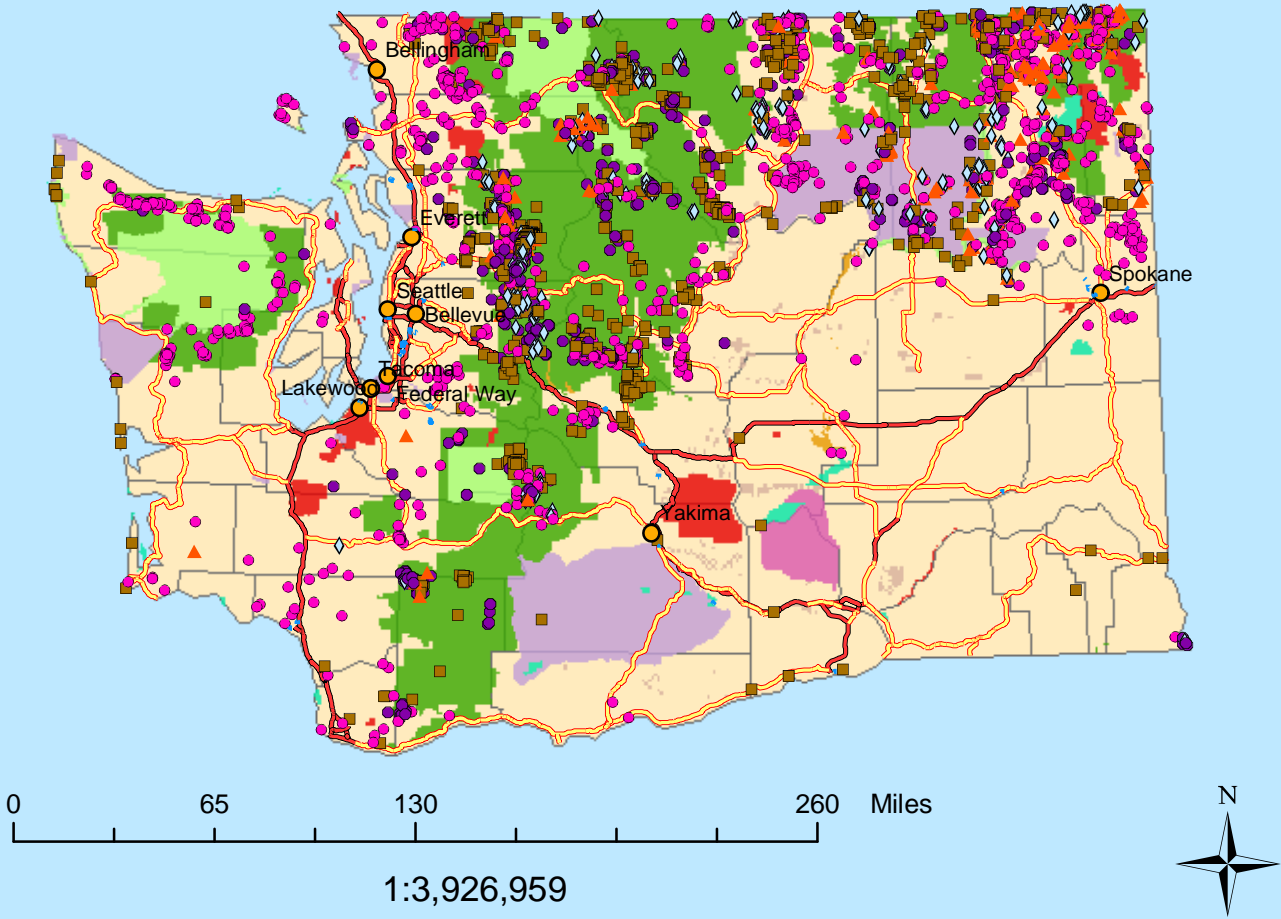 Bellingham
Everett
Seattle
Bellevue
Spokane
Tacoma
Lakewood
Federal Way
Yakima
0 65 130 260 Miles
N
1:3,926,959